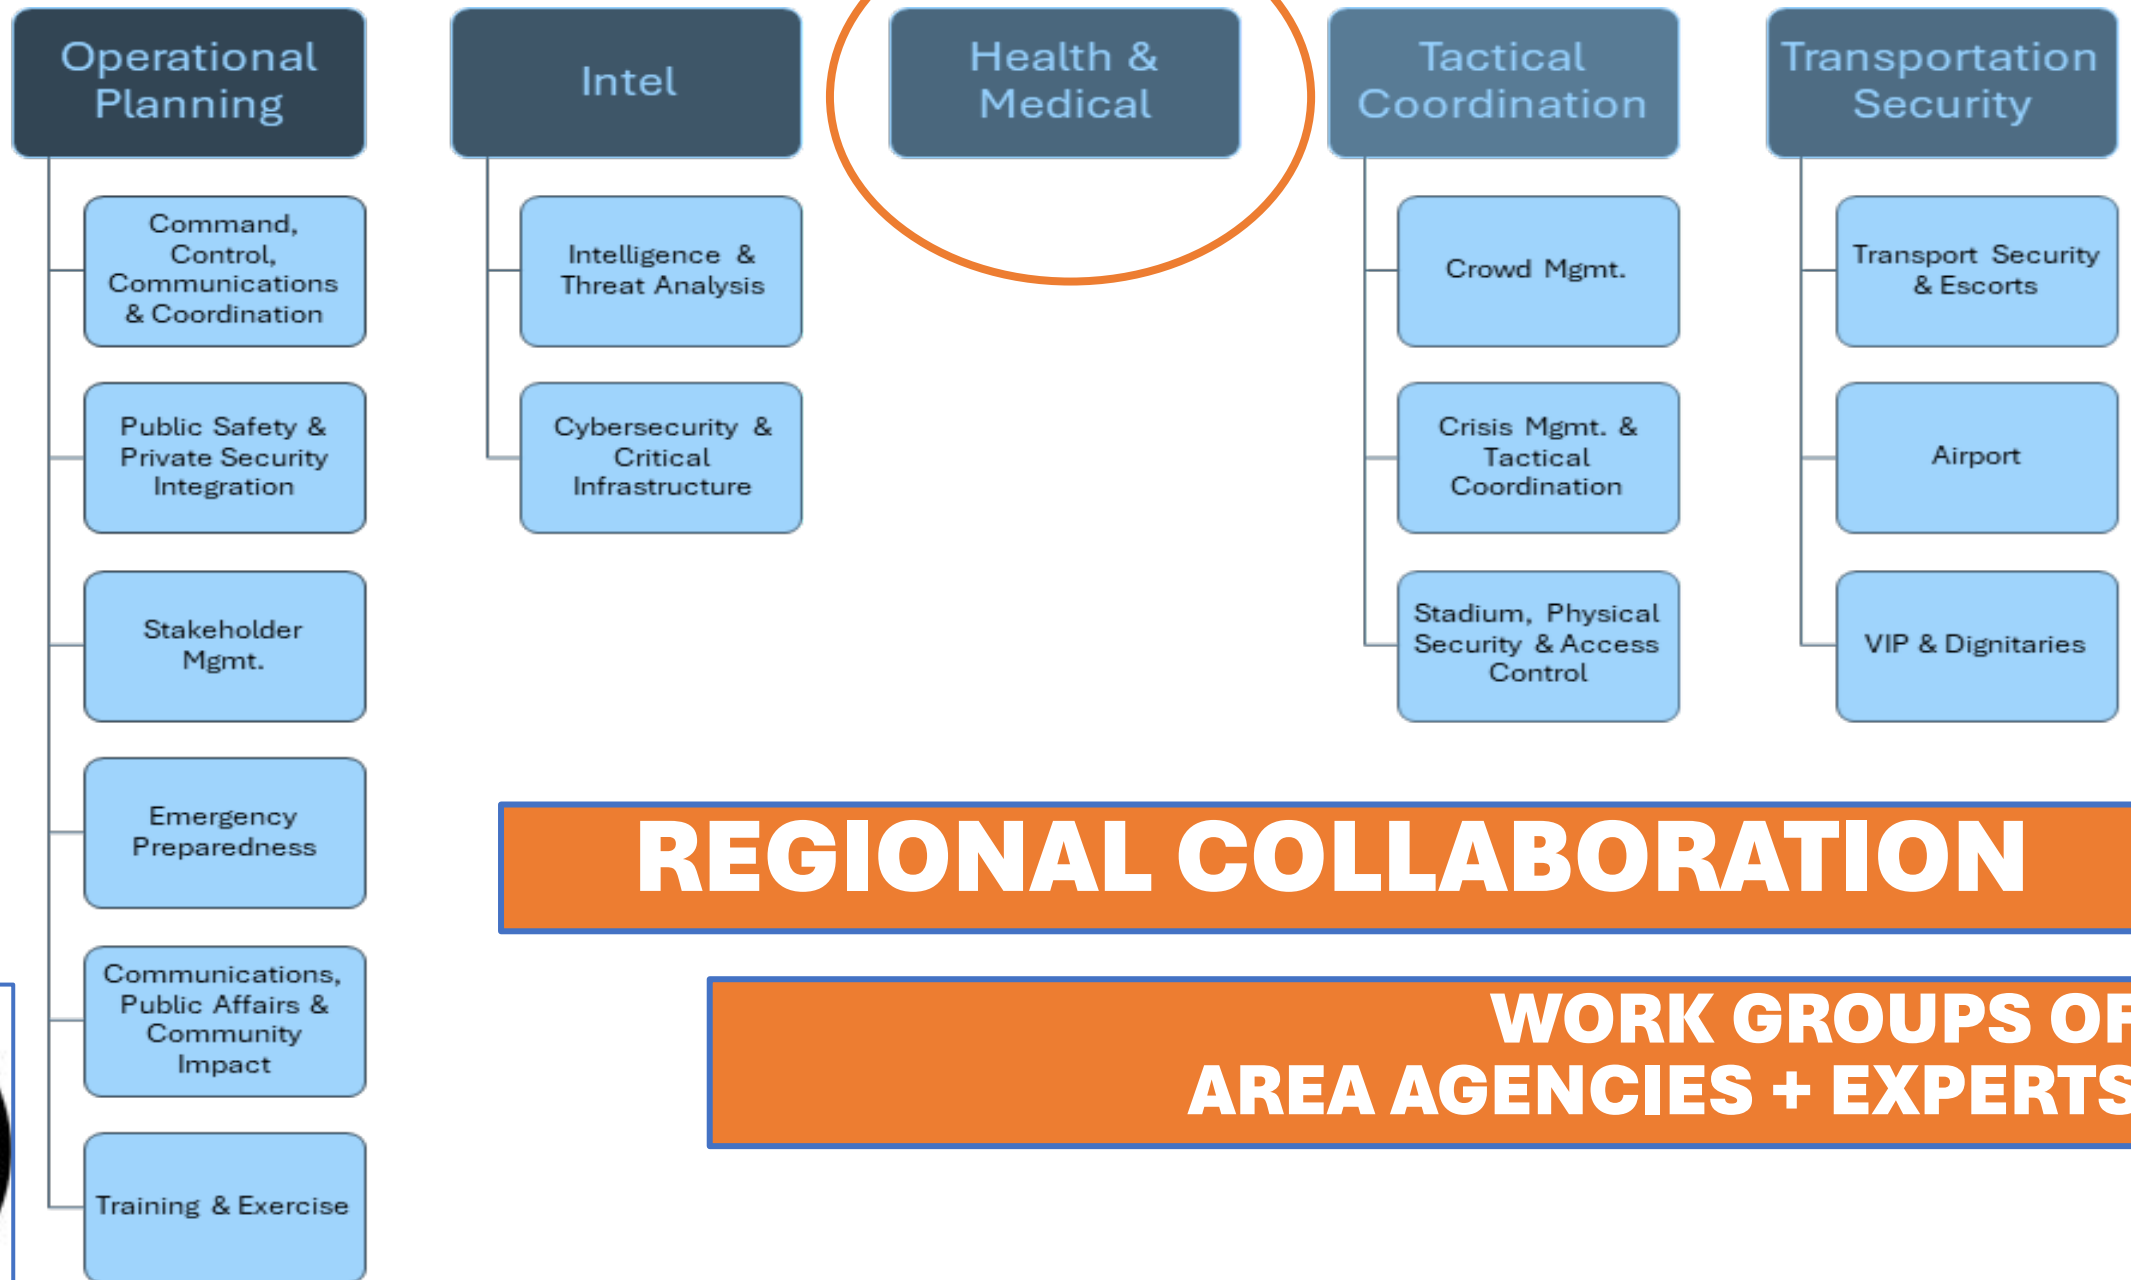 Operational
Planning
Command,
Control,
Communications
& Coordination
Public Safety &
Private Security
Integration
Stakeholder
Mgmt.
Emergency
Preparedness
Communications,
Public Affairs &
Community
Impact
Training & Exercise
Intel
Intelligence &
Threat Analysis
Cybersecurity &
Critical
Infrastructure
Health &
Medical
Tactical
Coordination
Crowd Mgmt.
Crisis Mgmt. &
Tactical
Coordination
Stadium, Physical
Security & Access
Control
Transportation
Security
Transport Security
& Escorts
Airport
VIP & Dignitaries
REGIONAL COLLABORATION
WORK GROUPS OF
AREA AGENCIES + EXPERTS